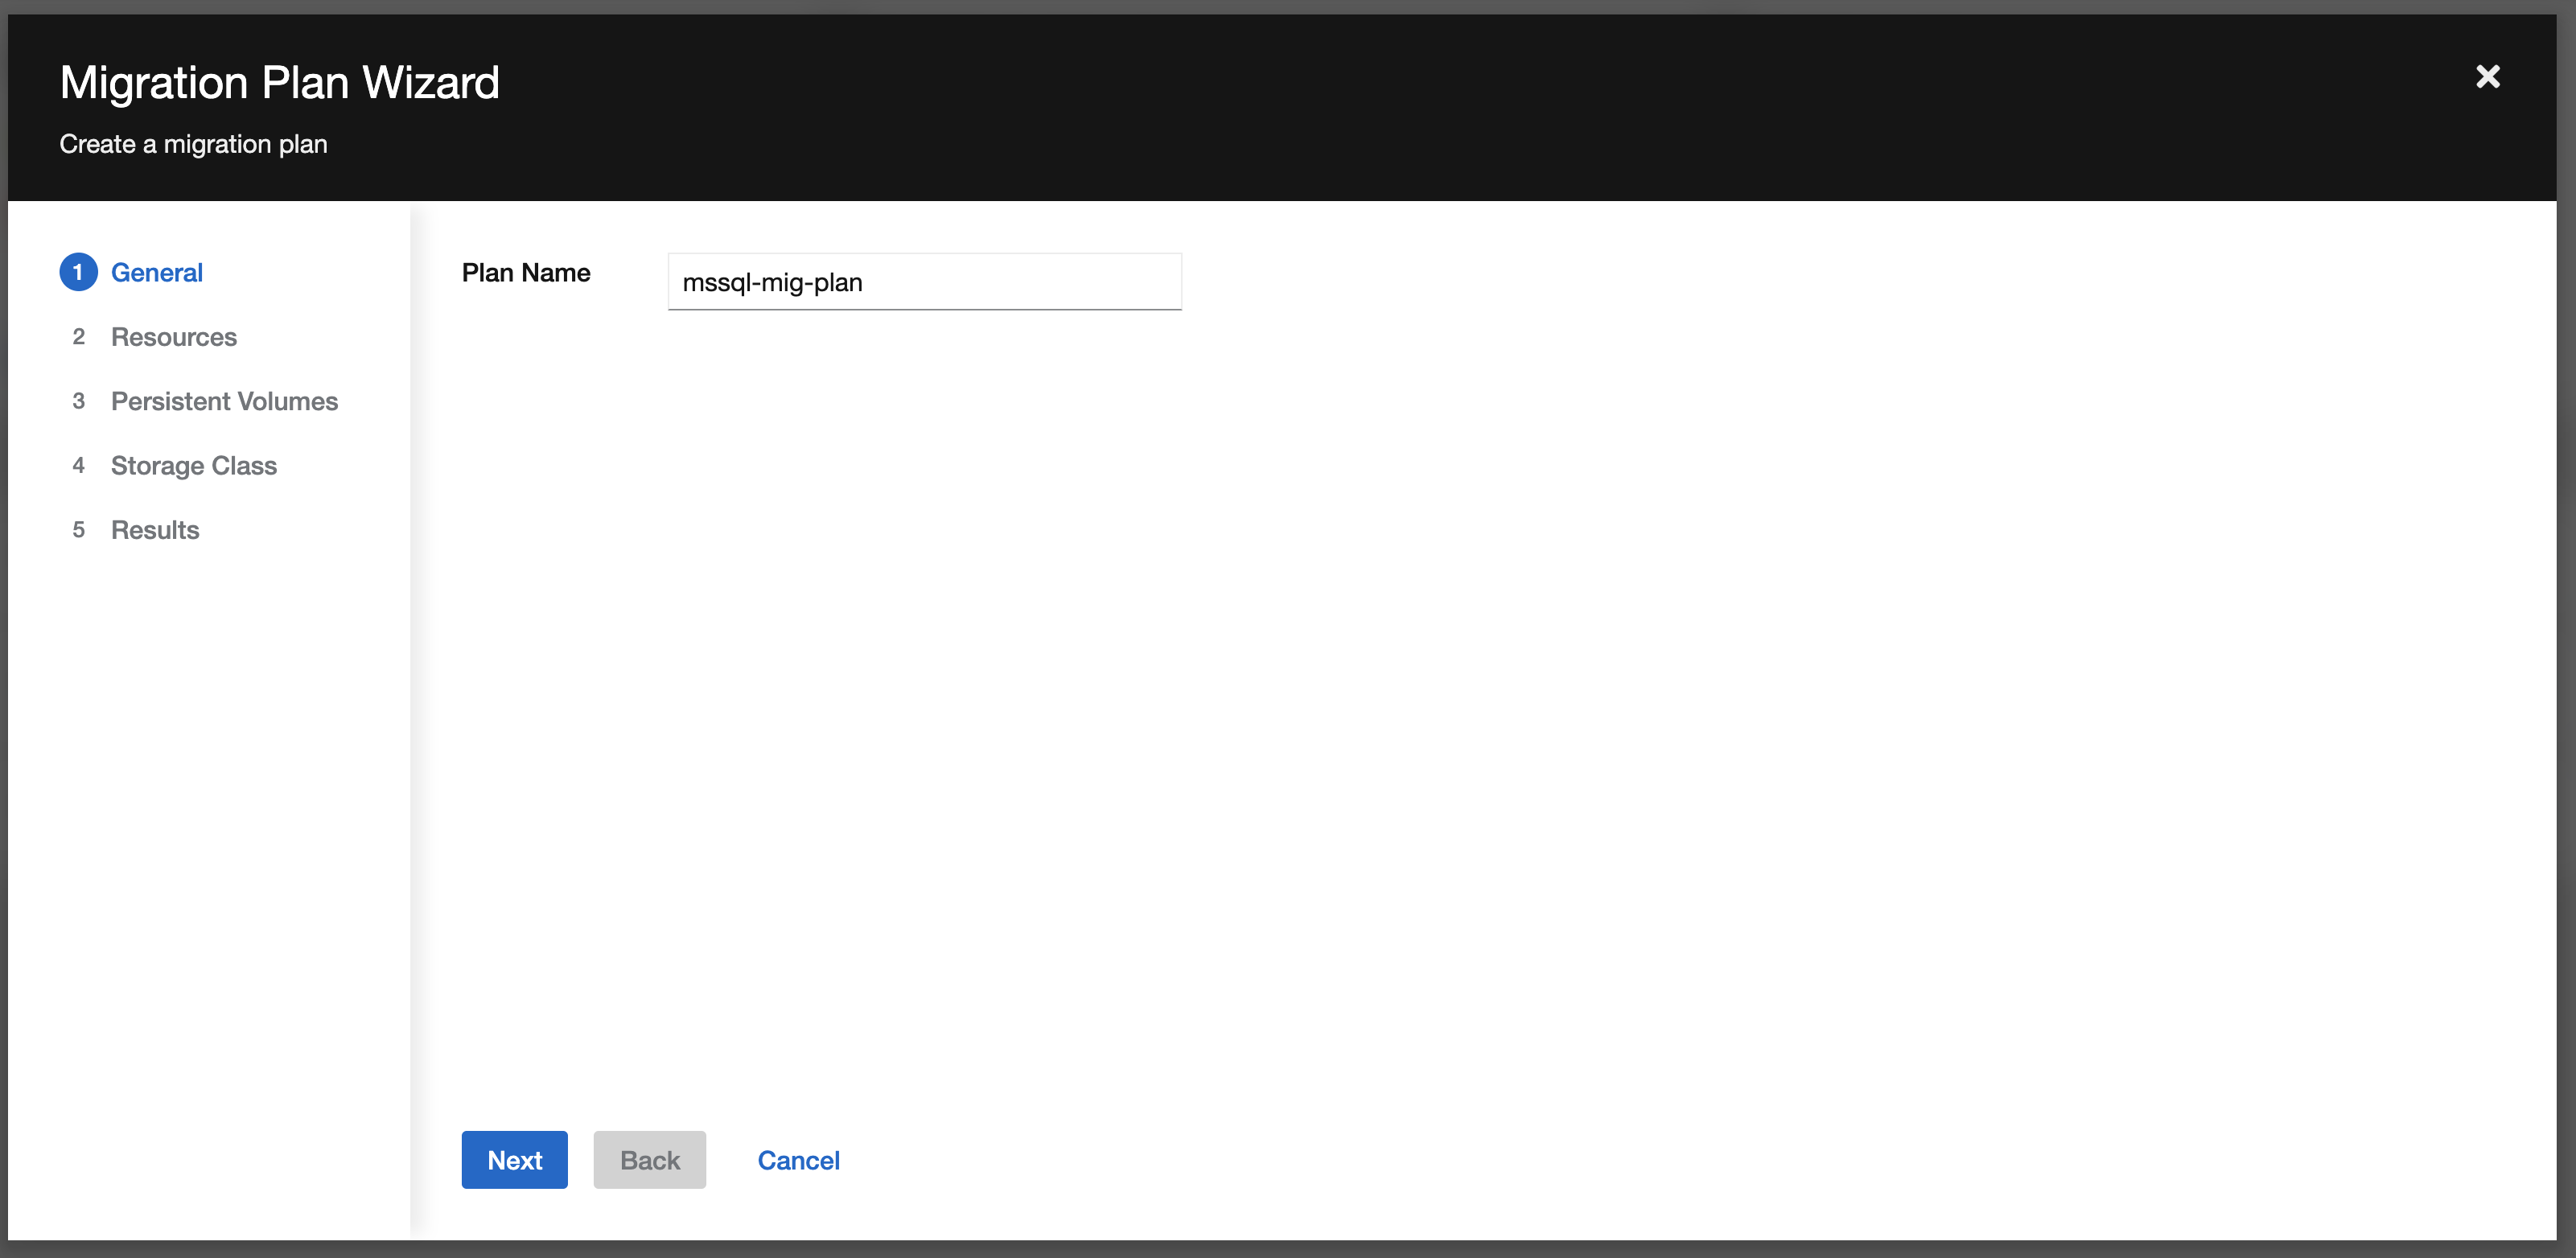 Migration Plan Wizard
Create a migration plan
1 General
2 Resources
3 Persistent Volumes
4 Storage Class
5 Results
Plan Name
mssql-mig-plan
Next Back Cancel